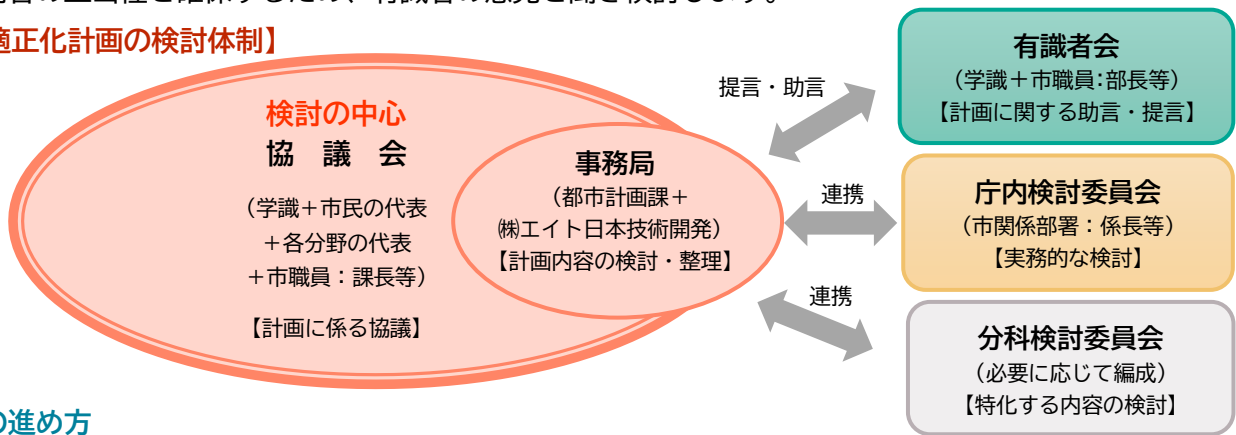 適正化計画の検討体制】
検討の中心
協議会
（学識＋市民の代表
＋各分野の代表
＋市職員：課長等）
【計画に係る協議】
事務局
（都市計画課＋
㈱エイト日本技術開発）
【計画内容の検討・整理】
提言・助言
連携
連携
有識者会
（学識＋市職員：部長等）
【計画に関する助言・提言】
庁内検討委員会
（市関係部署：係長等）
【実務的な検討】
分科検討委員会
（必要に応じて編成）
【特化する内容の検討】
の進め方